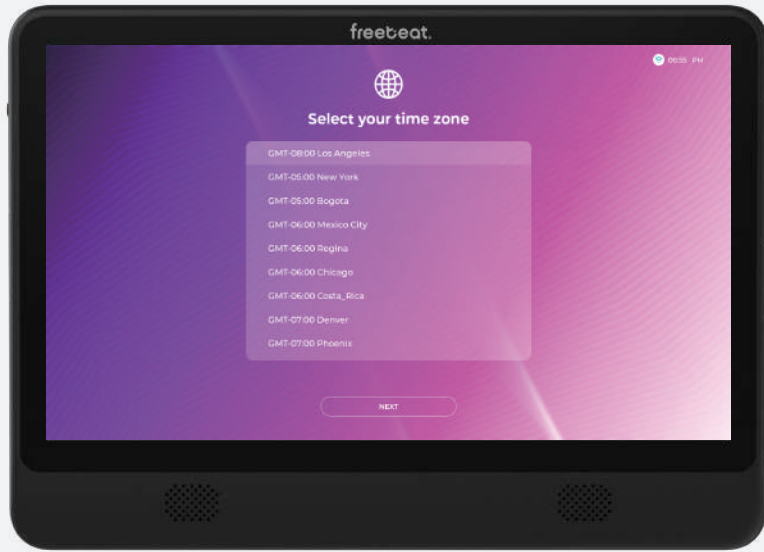 freebeat.
06:55 PM
Select your time zone
GMT-08:00 Los Angeles
GMT-05:00 New York
GMT-05:00 Bogota
GMT-06:00 Mexico City
GMT-06:00 Regina
GMT-06:00 Chicago
GMT-06:00 Costa_Rica
GMT-07:00 Denver
GMT-07:00 Phoenix
NEXT